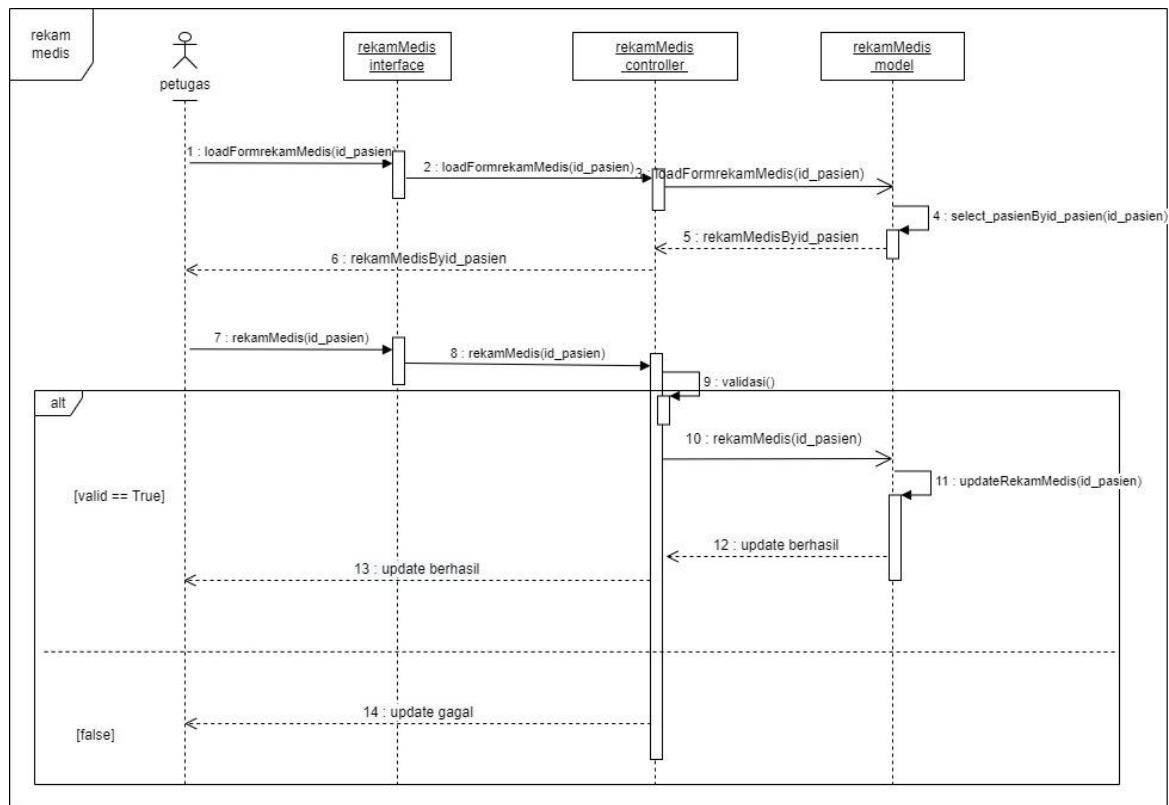 rekam
medis
petugas
rekamMedis
interface
rekamMedis
controller
rekamMedis
model
1 : loadFormrekamMedis(id_pasien)
2 : loadFormrekamMedis(id_pasien)
3 : loadFormrekamMedis(id_pasien)
4 : select_pasienByid_pasien(id_pasien)
5 : rekamMedisByid_pasien
6 : rekamMedisByid_pasien
7 : rekamMedis(id_pasien)
8 : rekamMedis(id_pasien)
9 : validasi()
alt
10 : rekamMedis(id_pasien)
[valid == True]
11 : updateRekamMedis(id_pasien)
12 : update berhasil
13 : update berhasil
14 : update gagal
[false]